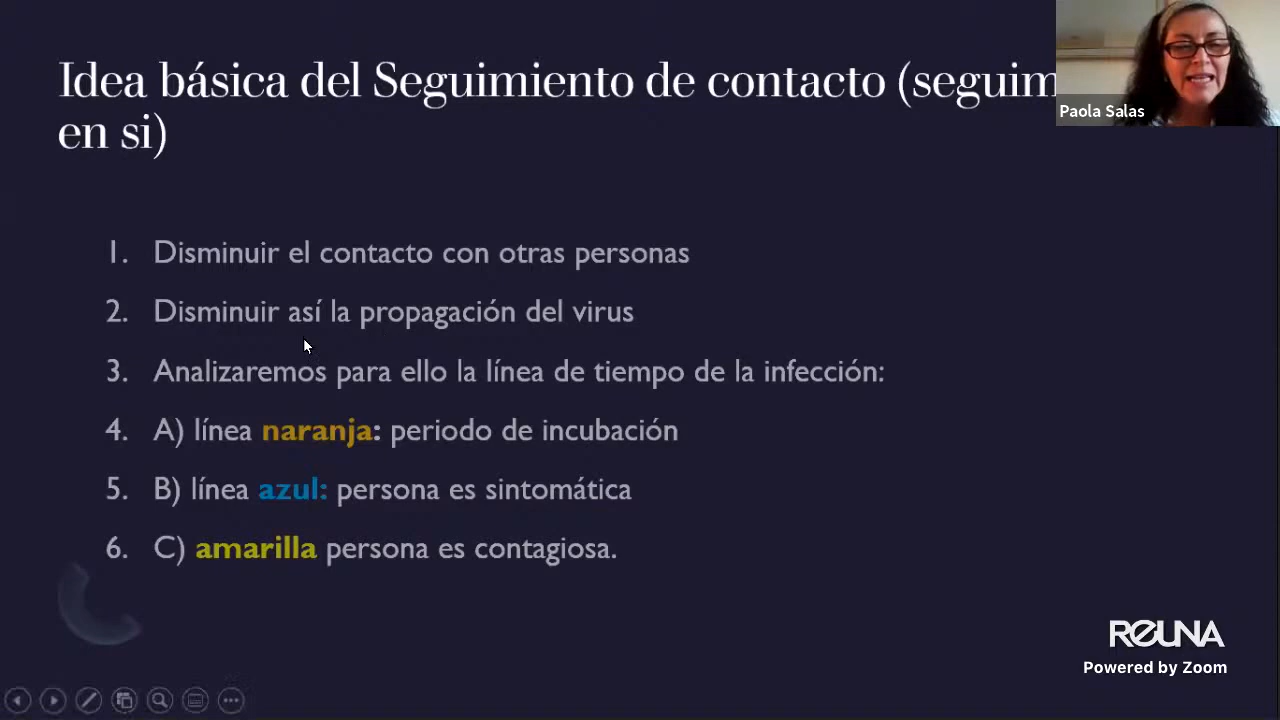 Idea básica del Seguimiento de contacto (seguim
en si)
Paola Salas
1. Disminuir el contacto con otras personas
2. Disminuir así la propagación del virus
3. Analizaremos para ello la línea de tiempo de la infección:
4. A) línea naranja: periodo de incubación
5. B) línea azul: persona es sintomática
6. C) amarilla persona es contagiosa.
REUNA
Powered by Zoom